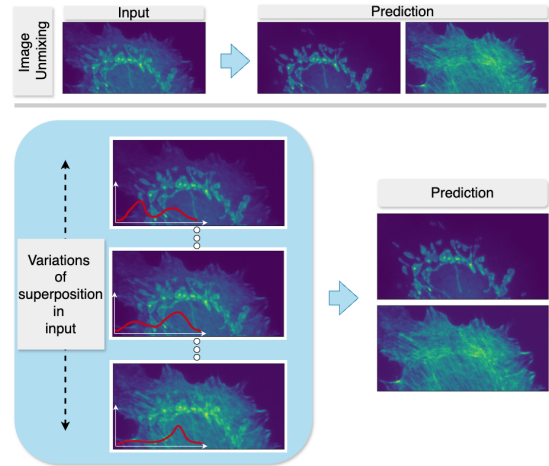 Image
Unmixing
Input
Prediction
Variations
of
superposition
in
input
Prediction